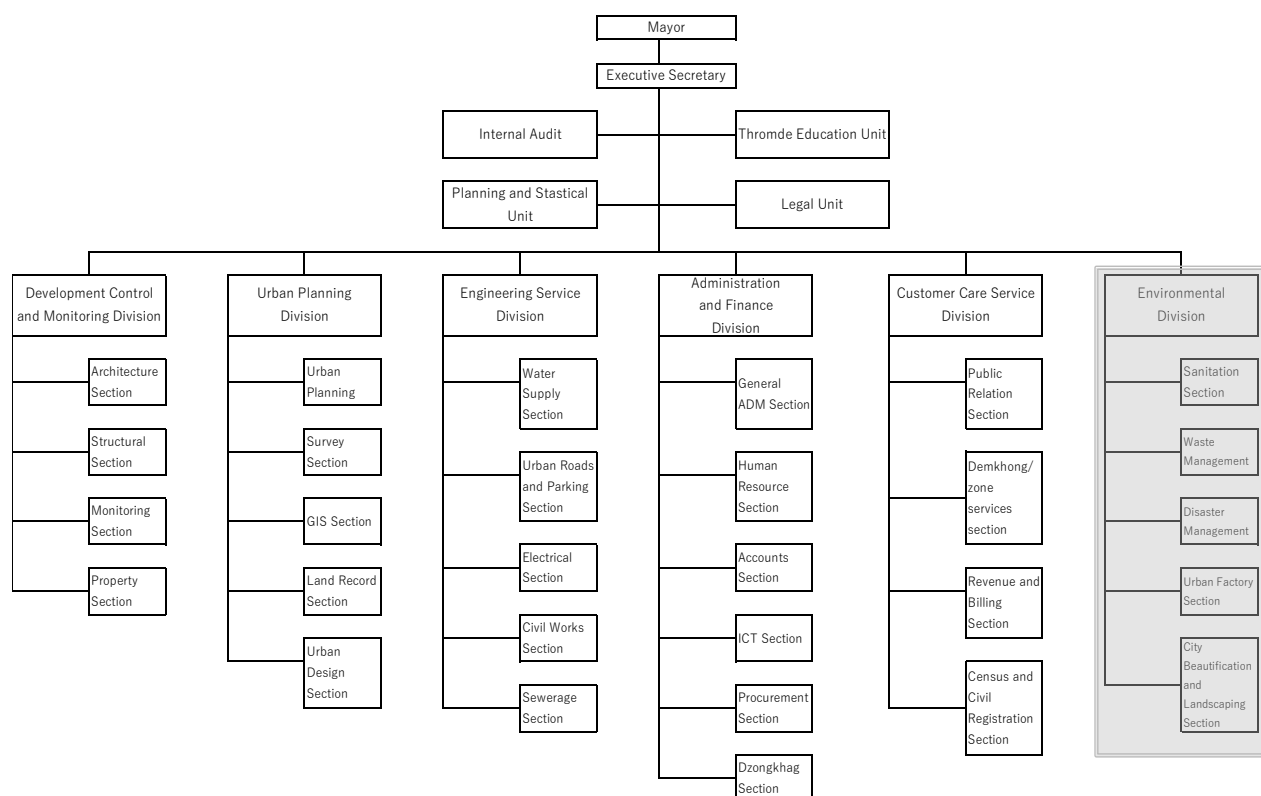 Mayor
Executive Secretary
Internal Audit
Thromde Education Unit
Planning and Stastical
Unit
Legal Unit
Development Control
and Monitoring Division
Architecture
Section
Structural
Section
Monitoring
Section
Property
Section
Urban Planning
Division
Urban
Planning
Survey
Section
GIS Section
Land Record
Section
Urban
Design
Section
Engineering Service
Division
Water
Supply
Section
Urban Roads
and Parking
Section
Electrical
Section
Civil Works
Section
Sewerage
Section
Administration
and Finance
Division
General
ADM Section
Human
Resource
Section
Accounts
Section
ICT Section
Procurement
Section
Dzongkhag
Section
Customer Care Service
Division
Public
Relation
Section
Demkhong/
zone
services
section
Revenue and
Billing
Section
Census and
Civil
Registration
Section
Environmental
Division
Sanitation
Section
Waste
Management
Disaster
Management
Urban Factory
Section
City
Beautification
and
Landscaping
Section